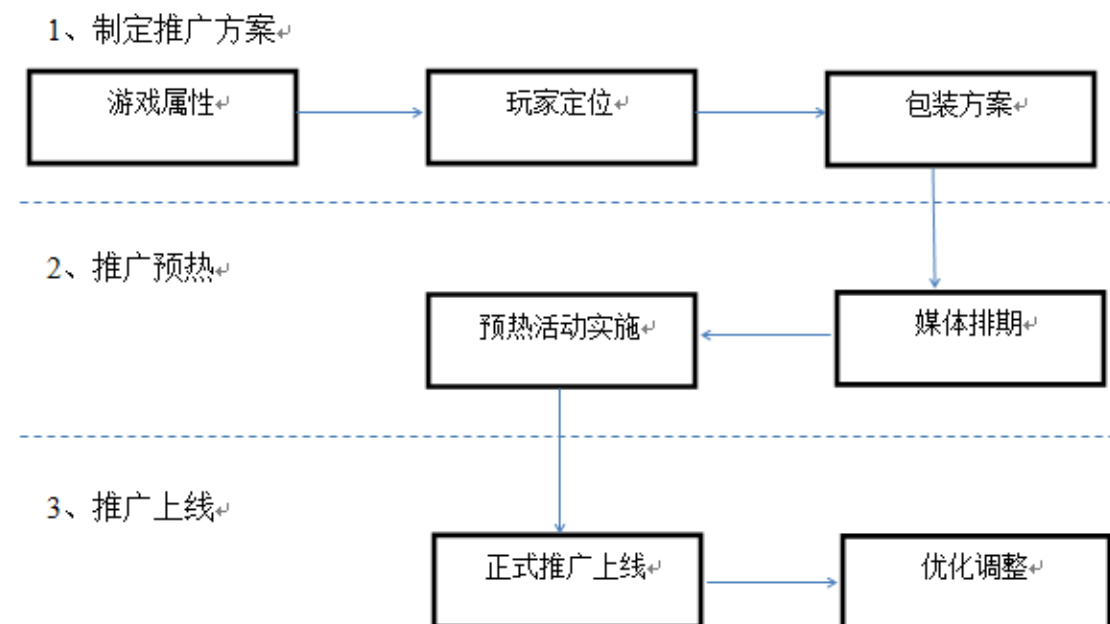 1、制定推广方案
游戏属性
玩家定位
包装方案
2、推广预热
预热活动实施
媒体排期
3、推广上线
正式推广上线
优化调整